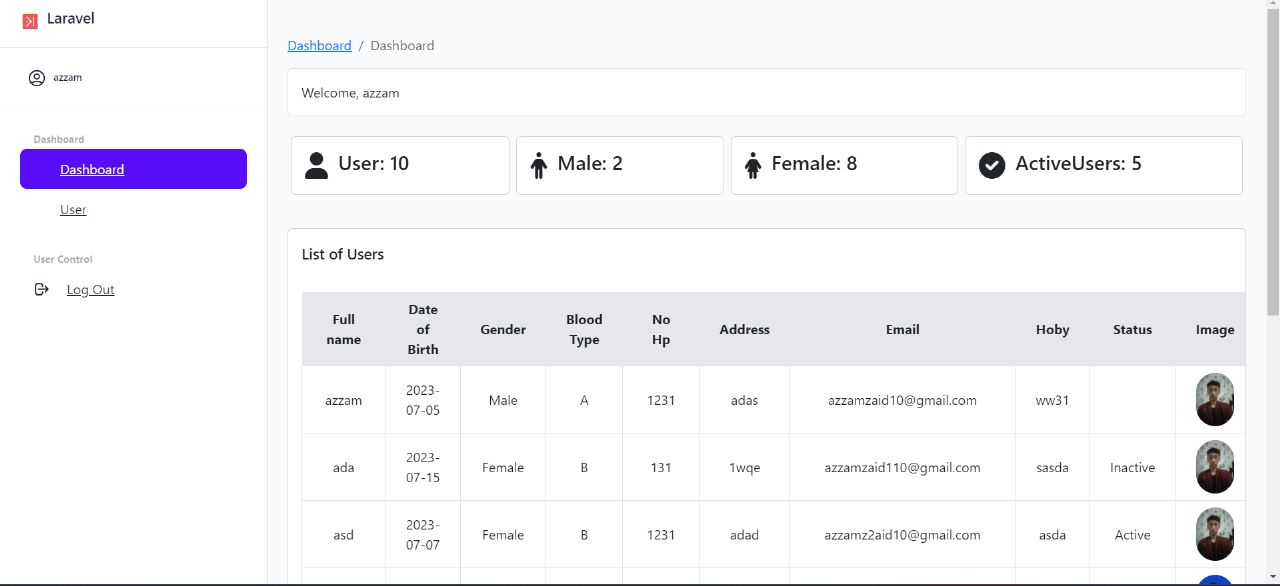 Laravel
azzam
Dashboard
Dashboard
User
User Control
Log Out
Dashboard / Dashboard
Welcome, azzam
User: 10 Male: 2 Female: 8 ActiveUsers: 5
List of Users
Full name Date of Birth Gender Blood Type No Hp Address Email Hoby Status Image
azzam 2023-07-05 Male A 1231 adas azzamzaid10@gmail.com ww31
ada 2023-07-15 Female B 131 1wqe azzamzaid110@gmail.com sasda Inactive
asd 2023-07-07 Female B 1231 adad azzamz2aid10@gmail.com asda Active